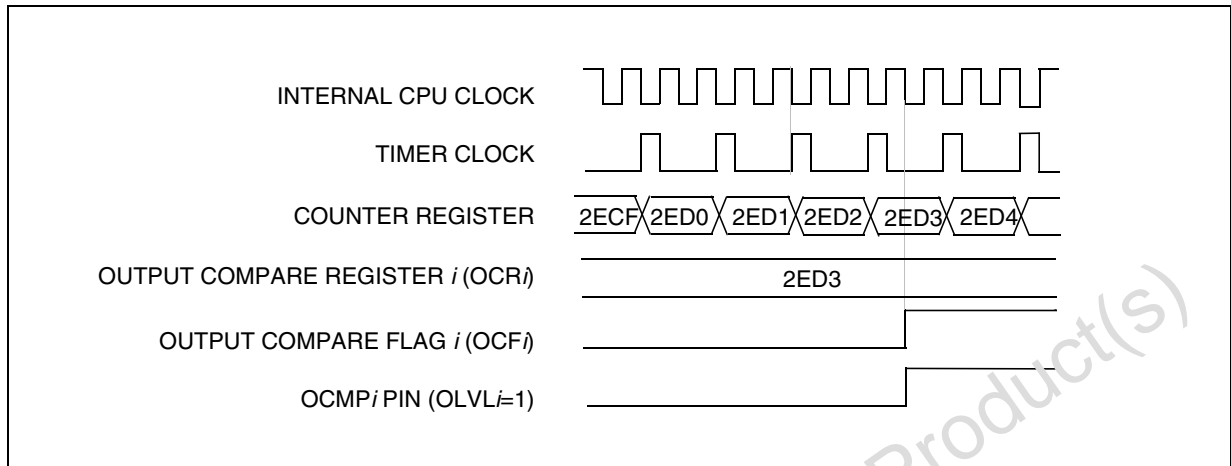 INTERNAL CPU CLOCK
TIMER CLOCK
COUNTER REGISTER 2ECF 2ED0 2ED1 2ED2 2ED3 2ED4
OUTPUT COMPARE REGISTER i (OCRi) 2ED3
OUTPUT COMPARE FLAG i (OCFi)
OCMPi PIN (OLVLi=1)
Product(s)